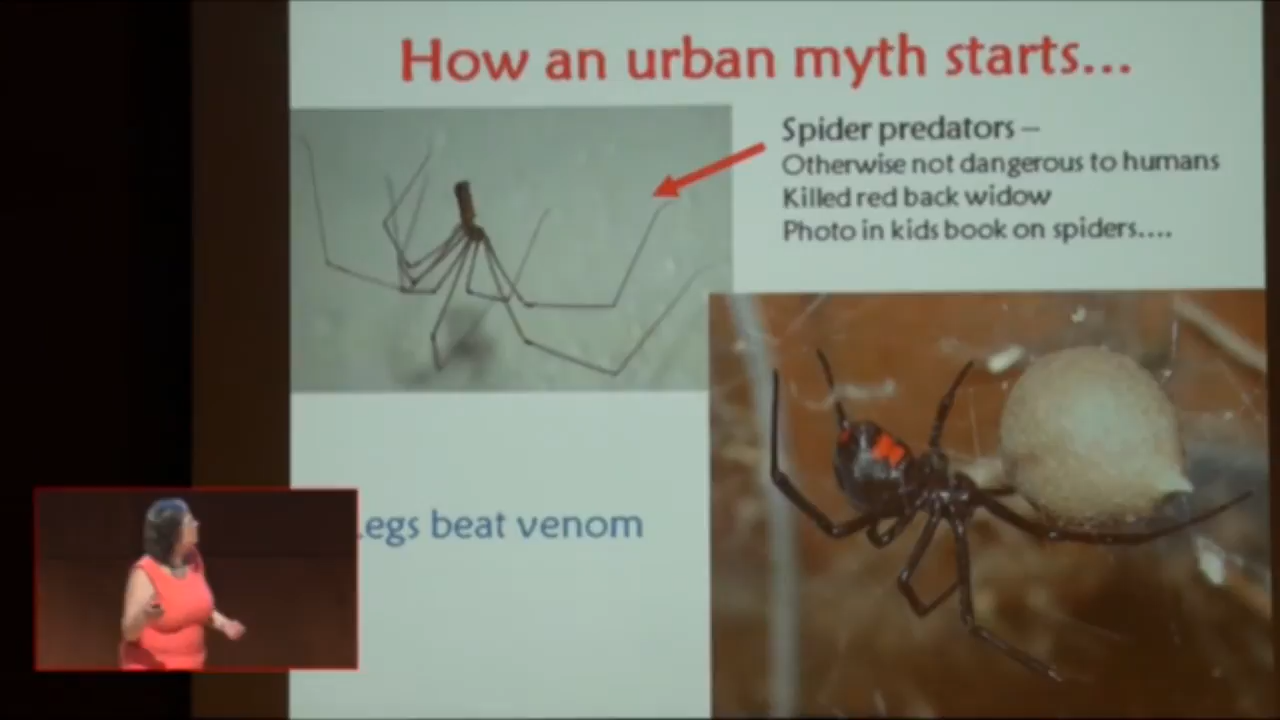 How an urban myth starts...
Spider predators –
Otherwise not dangerous to humans
Killed red back widow
Photo in kids book on spiders....
egs beat venom